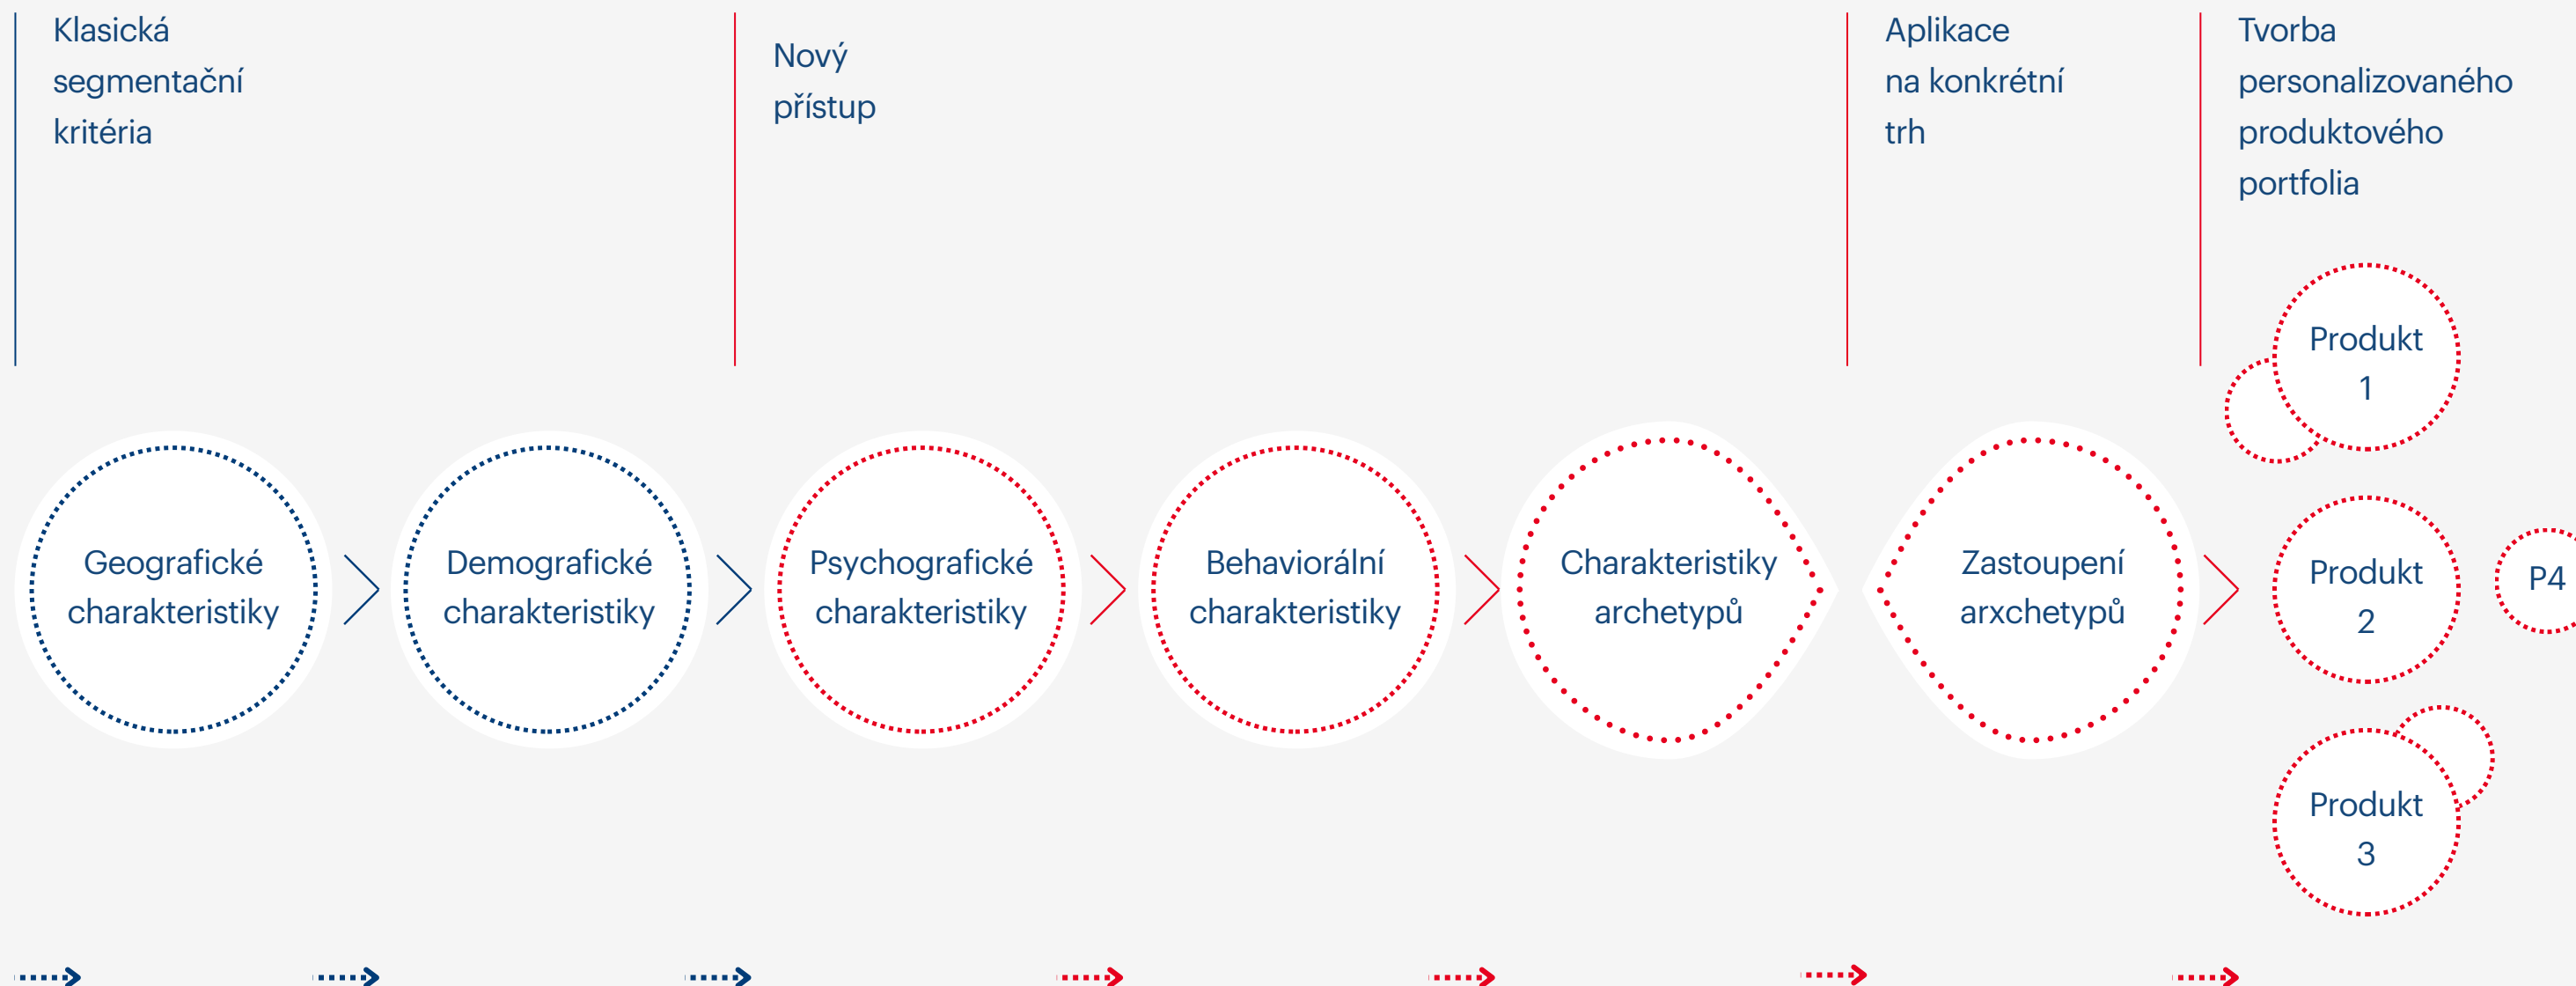 Klasická
segmentační
kritéria
Nový
přístup
Aplikace
na konkrétní
trh
Tvorba
personalizovaného
produktového
portfolia
Geografické
charakteristiky
Demografické
charakteristiky
Psychografické
charakteristiky
Behaviorální
charakteristiky
Charakteristiky
archetypů
Zastoupení
arxchetypů
Produkt
1
Produkt
2
P4
Produkt
3